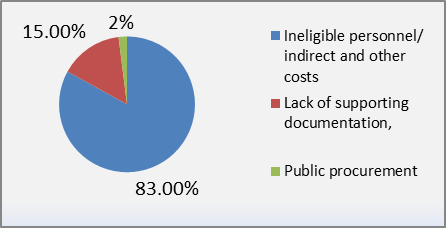 2%
15.00%
83.00%
Ineligible personnel/
indirect and other
costs
Lack of supporting
documentation,
Public procurement